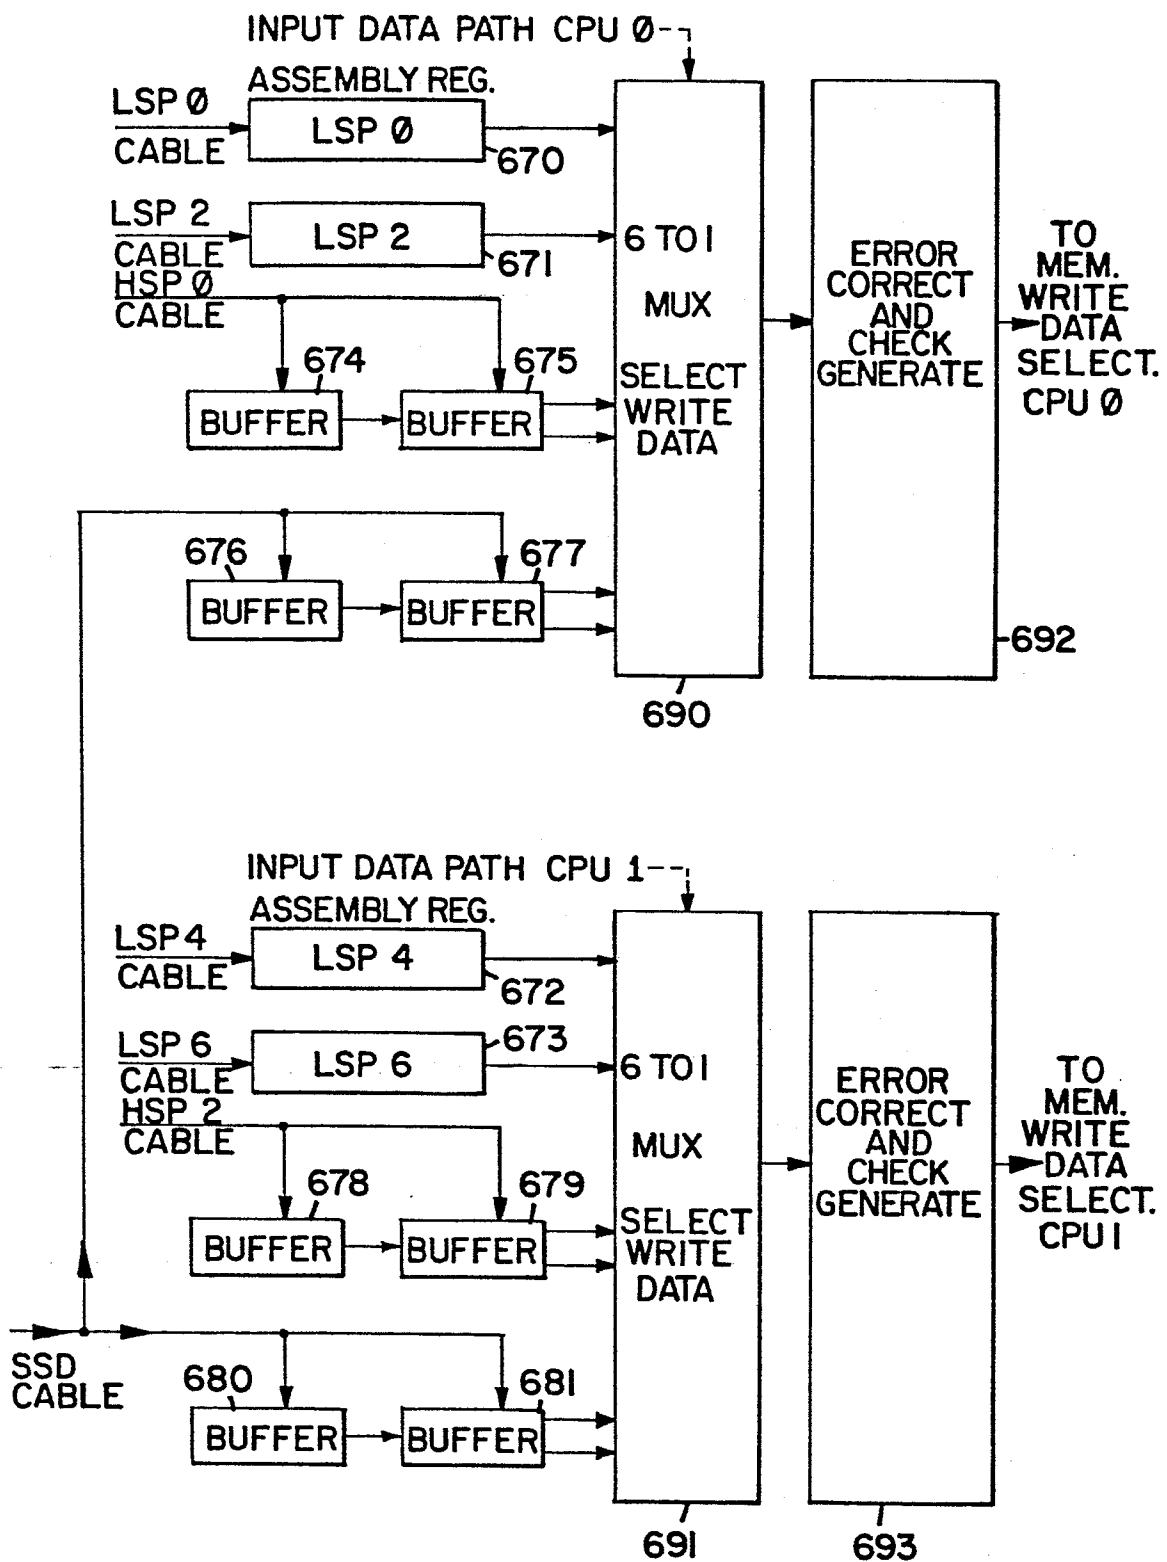 INPUT DATA PATH CPU 0
ASSEMBLY REG.
LSP 0
CABLE
LSP 0
670
LSP 2
CABLE
LSP 2
671
HSP 0
CABLE
674
675
BUFFER
BUFFER
676
677
BUFFER
BUFFER
6 TO 1
MUX
SELECT
WRITE
DATA
690
ERROR
CORRECT
AND
CHECK
GENERATE
692
TO
MEM.
WRITE
DATA
SELECT.
CPU 0
INPUT DATA PATH CPU 1
ASSEMBLY REG.
LSP 4
CABLE
LSP 4
672
LSP 6
CABLE
LSP 6
673
HSP 2
CABLE
678
679
BUFFER
BUFFER
SSD
CABLE
680
681
BUFFER
BUFFER
6 TO 1
MUX
SELECT
WRITE
DATA
691
ERROR
CORRECT
AND
CHECK
GENERATE
693
TO
MEM.
WRITE
DATA
SELECT.
CPU 1